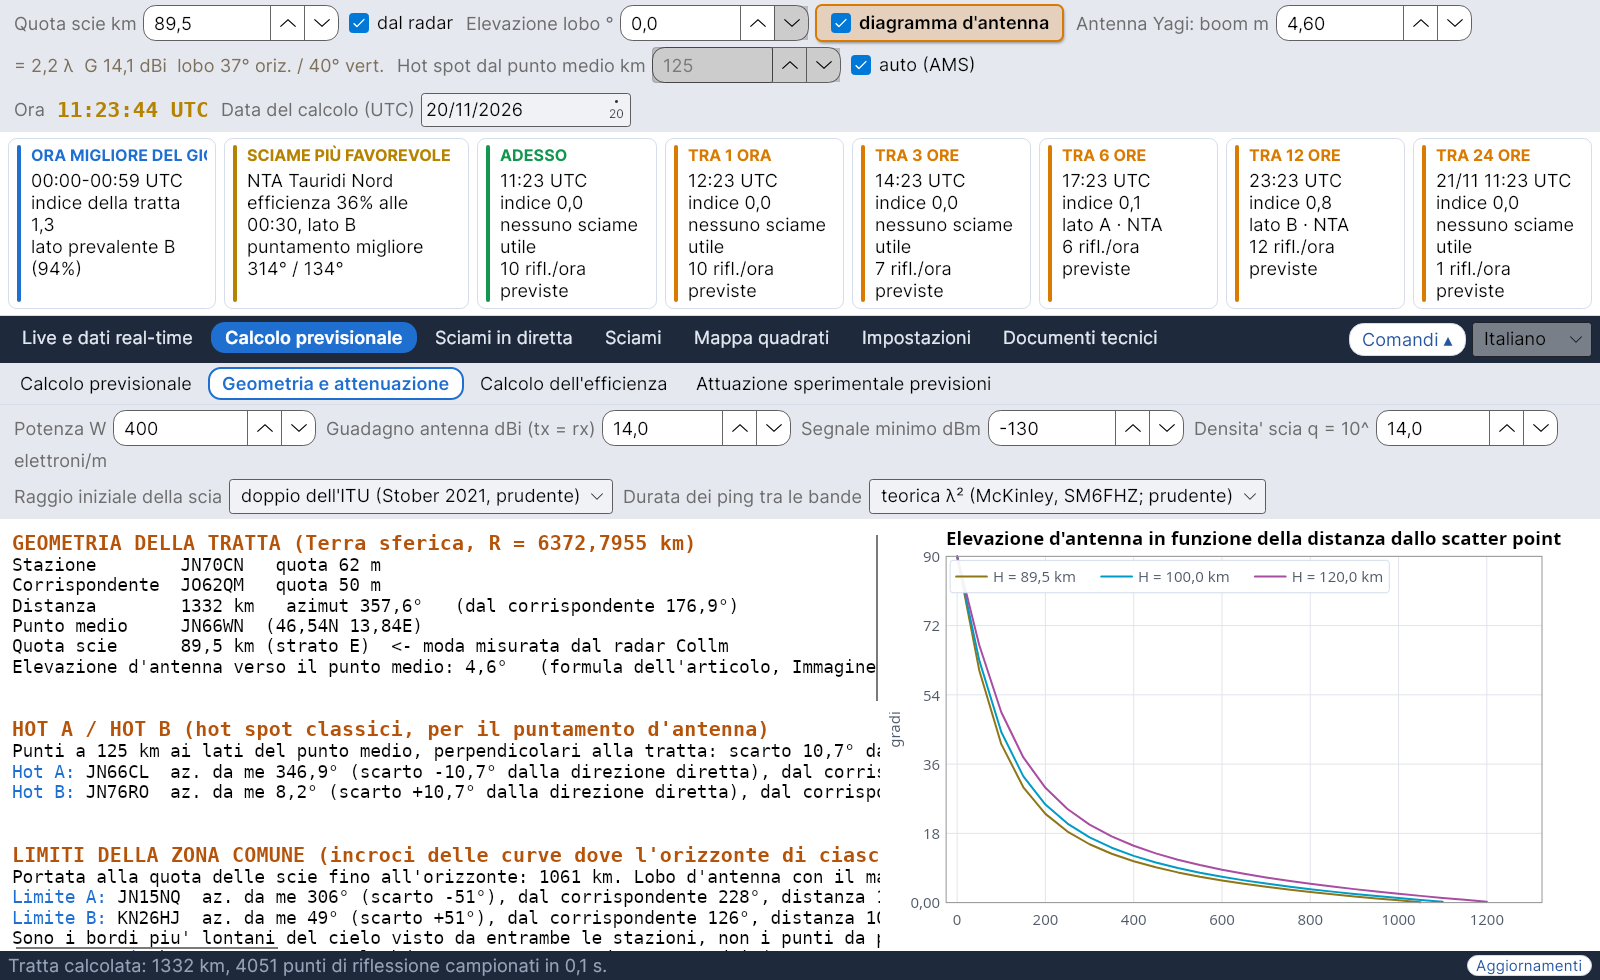 Quota scie km 89,5 dal radar Elevazione lobo ° 0,0 diagramma d'antenna Antenna Yagi: boom m 4,60
= 2,2 λ G 14,1 dBi lobo 37° oriz. / 40° vert. Hot spot dal punto medio km 125 auto (AMS)
Ora 11:23:44 UTC Data del calcolo (UTC) 20/11/2026 20
ORA MIGLIORE DEL GI
00:00-00:59 UTC
indice della tratta
1,3
lato prevalente B
(94%)
SCIAME PIÙ FAVOREVOLE
NTA Tauridi Nord
efficienza 36% alle
00:30, lato B
puntamento migliore
314° / 134°
ADESSO
11:23 UTC
indice 0,0
nessuno sciame
utile
10 rifl./ora
previste
TRA 1 ORA
12:23 UTC
indice 0,0
nessuno sciame
utile
10 rifl./ora
previste
TRA 3 ORE
14:23 UTC
indice 0,0
nessuno sciame
utile
7 rifl./ora
previste
TRA 6 ORE
17:23 UTC
indice 0,1
lato A · NTA
6 rifl./ora
previste
TRA 12 ORE
23:23 UTC
indice 0,8
lato B · NTA
12 rifl./ora
previste
TRA 24 ORE
21/11 11:23 UTC
indice 0,0
nessuno sciame
utile
1 rifl./ora
previste
Live e dati real-time Calcolo previsionale Sciami in diretta Sciami Mappa quadrati Impostazioni Documenti tecnici Comandi ▴ Italiano
Calcolo previsionale Geometria e attenuazione Calcolo dell'efficienza Attuazione sperimentale previsioni
Potenza W 400 Guadagno antenna dBi (tx = rx) 14,0 Segnale minimo dBm -130 Densita' scia q = 10^ 14,0
elettroni/m
Raggio iniziale della scia doppio dell'ITU (Stober 2021, prudente) Durata dei ping tra le bande teorica λ² (McKinley, SM6FHZ; prudente)
GEOMETRIA DELLA TRATTA (Terra sferica, R = 6372,7955 km)
Stazione JN70CN quota 62 m
Corrispondente JO62QM quota 50 m
Distanza 1332 km azimut 357,6° (dal corrispondente 176,9°)
Punto medio JN66WN (46,54N 13,84E)
Quota scie 89,5 km (strato E) <- moda misurata dal radar Collm
Elevazione d'antenna verso il punto medio: 4,6° (formula dell'articolo, Immagine
HOT A / HOT B (hot spot classici, per il puntamento d'antenna)
Punti a 125 km ai lati del punto medio, perpendicolari alla tratta: scarto 10,7° da
Hot A: JN66CL az. da me 346,9° (scarto -10,7° dalla direzione diretta), dal corris
Hot B: JN76RO az. da me 8,2° (scarto +10,7° dalla direzione diretta), dal corrispo
LIMITI DELLA ZONA COMUNE (incroci delle curve dove l'orizzonte di ciasc
Portata alla quota delle scie fino all'orizzonte: 1061 km. Lobo d'antenna con il ma
Limite A: JN15NQ az. da me 306° (scarto -51°), dal corrispondente 228°, distanza 1
Limite B: KN26HJ az. da me 49° (scarto +51°), dal corrispondente 126°, distanza 10
Sono i bordi piu' lontani del cielo visto da entrambe le stazioni, non i punti da p
Elevazione d'antenna in funzione della distanza dallo scatter point
H = 89,5 km H = 100,0 km H = 120,0 km
gradi
90
72
54
36
18
0,00
0 200 400 600 800 1000 1200
Tratta calcolata: 1332 km, 4051 punti di riflessione campionati in 0,1 s. Aggiornamenti